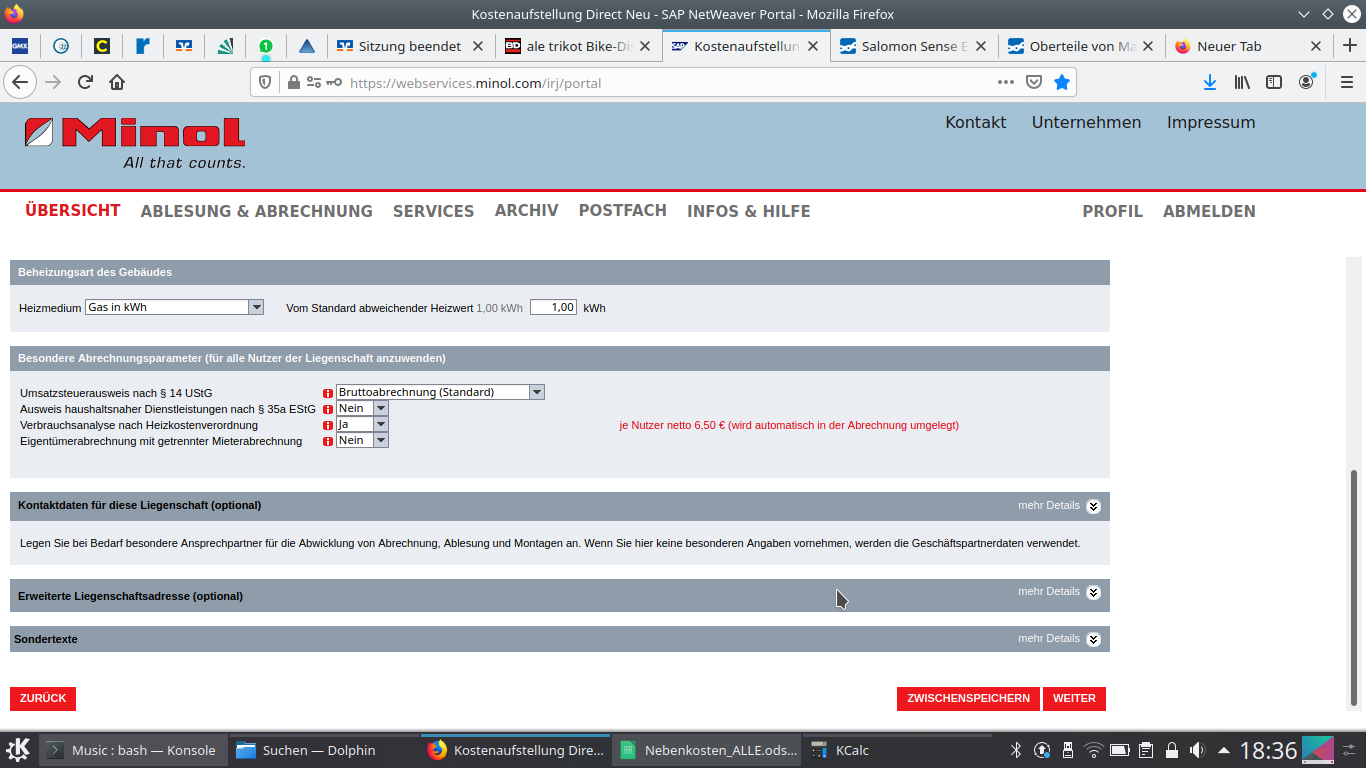 Kostenaufstellung Direct Neu - SAP NetWeaver Portal - Mozilla Firefox
GMX
1
Sitzung beendet
BD
ale trikot Bike-Dis
SAP
Kostenaufstellun
Salomon Sense
Oberteile von Ma
Neuer Tab
https://webservices.minol.com/irj/portal
Minol
All that counts.
Kontakt Unternehmen Impressum
ÜBERSICHT ABLESUNG & ABRECHNUNG SERVICES ARCHIV POSTFACH INFOS & HILFE PROFIL ABMELDEN
Beheizungsart des Gebäudes
Heizmedium Gas in kWh Vom Standard abweichender Heizwert 1,00 kWh 1,00 kWh
Besondere Abrechnungsparameter (für alle Nutzer der Liegenschaft anzuwenden)
Umsatzsteuerausweis nach § 14 UStG Bruttoabrechnung (Standard)
Ausweis haushaltsnaher Dienstleistungen nach § 35a EStG Nein
Verbrauchsanalyse nach Heizkostenverordnung Ja je Nutzer netto 6,50 € (wird automatisch in der Abrechnung umgelegt)
Eigentümerabrechnung mit getrennter Mieterabrechnung Nein
Kontaktdaten für diese Liegenschaft (optional) mehr Details
Legen Sie bei Bedarf besondere Ansprechpartner für die Abwicklung von Abrechnung, Ablesung und Montagen an. Wenn Sie hier keine besonderen Angaben vornehmen, werden die Geschäftspartnerdaten verwendet.
Erweiterte Liegenschaftsadresse (optional) mehr Details
Sondertexte mehr Details
ZURÜCK ZWISCHENSPEICHERN WEITER
Music : bash — Konsole
Suchen — Dolphin
Kostenaufstellung Dire...
Nebenkosten_ALLE.ods...
KCalc
18:36